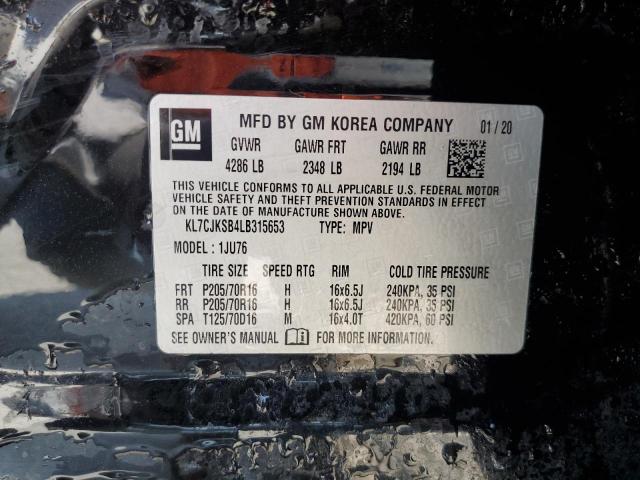 GM MFD BY GM KOREA COMPANY 01 / 20
GVWR GAWR FRT GAWR RR
4286 LB 2348 LB 2194 LB
THIS VEHICLE CONFORMS TO ALL APPLICABLE U.S. FEDERAL MOTOR
VEHICLE SAFETY AND THEFT PREVENTION STANDARDS IN EFFECT ON
THE DATE OF MANUFACTURE SHOWN ABOVE.
KL7CJKSB4LB315653 TYPE: MPV
MODEL : 1JU76
TIRE SIZE SPEED RTG RIM COLD TIRE PRESSURE
FRT P205/70R16 H 16x6.5J 240KPA, 35 PSI
RR P205/70R16 H 16x6.5J 240KPA, 35 PSI
SPA T125/70D16 M 16x4.0T 420KPA, 60 PSI
SEE OWNER'S MANUAL FOR MORE INFORMATION.